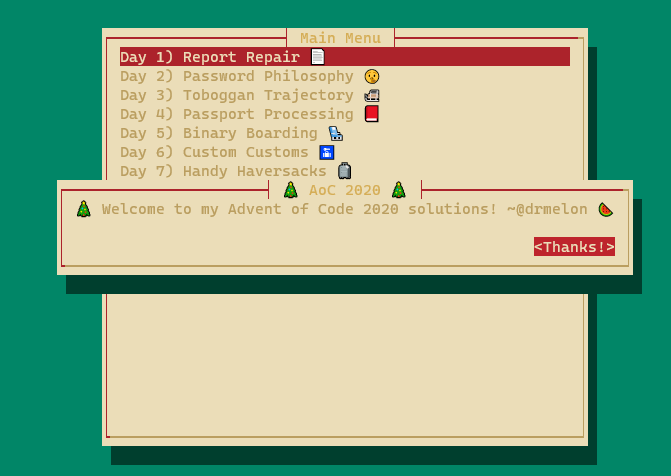 Main Menu
Day 1) Report Repair 📄
Day 2) Password Philosophy 🤫
Day 3) Toboggan Trajectory 🛷
Day 4) Passport Processing 📕
Day 5) Binary Boarding 💺
Day 6) Custom Customs 🛃
Day 7) Handy Haversacks 🧳
🎄 AoC 2020 🎄
🎄 Welcome to my Advent of Code 2020 solutions! ~@drmelon 🍉
<Thanks!>